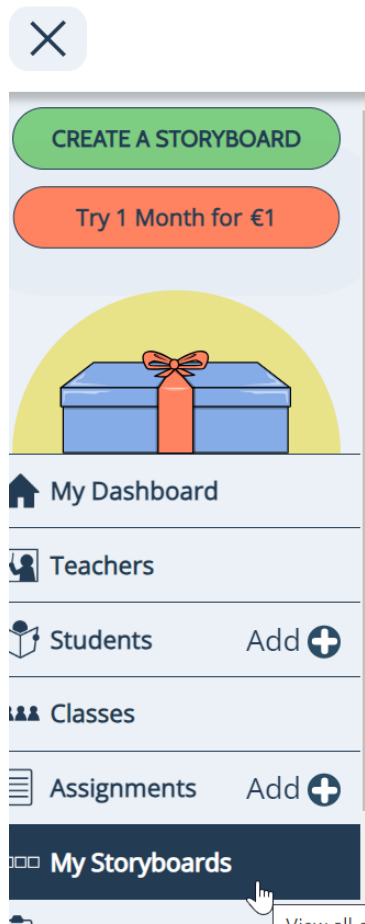 CREATE A STORYBOARD
Try 1 Month for €1
My Dashboard
Teachers
Students Add
Classes
Assignments Add
My Storyboards